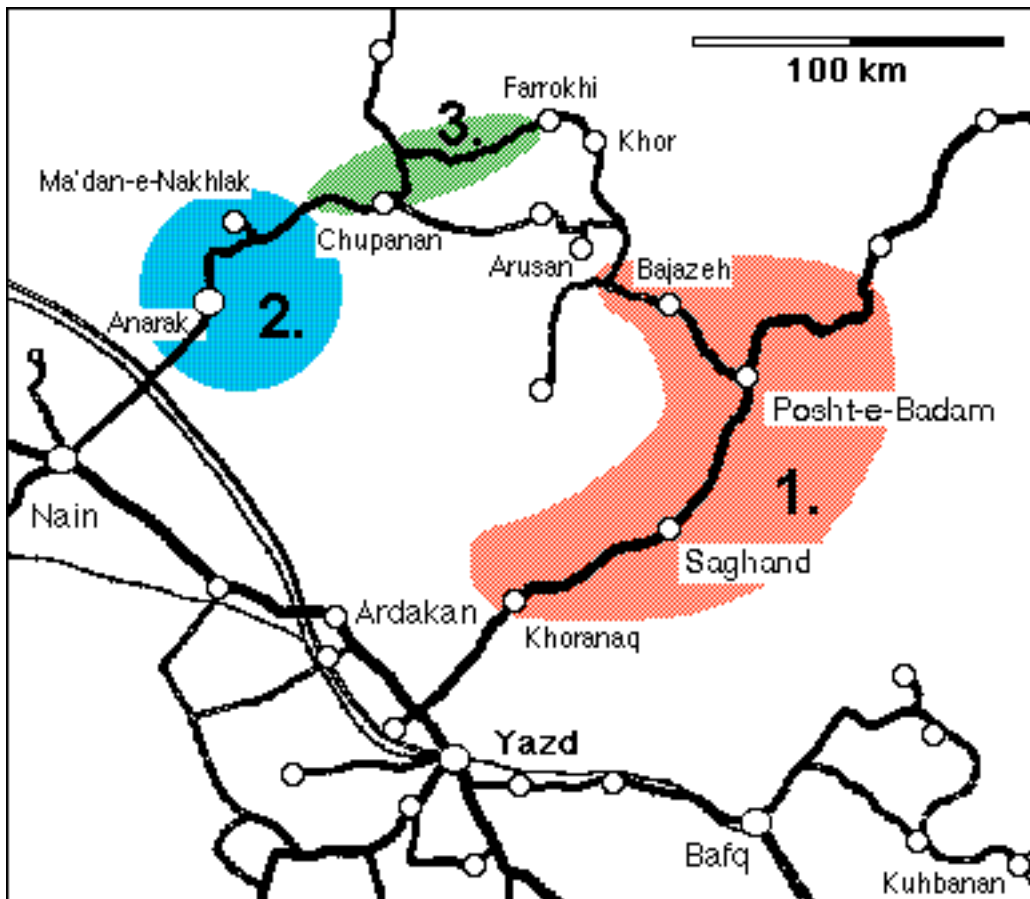 100 km
Farrokhi
3.
Khor
Ma'dan-e-Nakhlak
Chupanan
Arusan
Bajazeh
Anarak
2.
Posht-e-Badam
1.
Nain
Saghand
Ardakan
Khoranaq
Yazd
Bafq
Kuhbanan